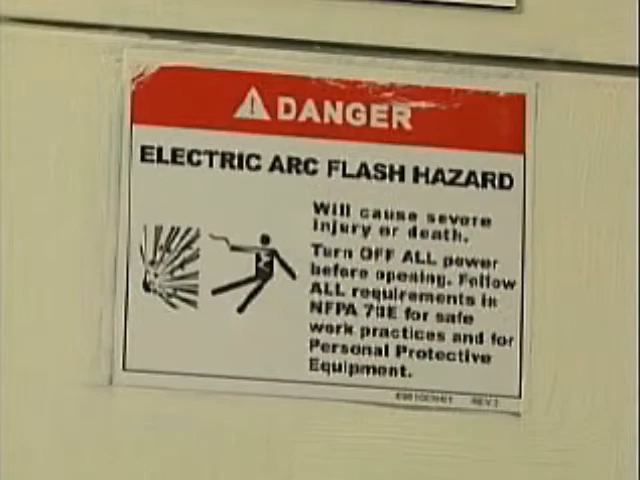 DANGER
ELECTRIC ARC FLASH HAZARD
Will cause severe
injury or death.
Turn OFF ALL power
before opening. Follow
ALL requirements in
NFPA 70E for safe
work practices and for
Personal Protective
Equipment.